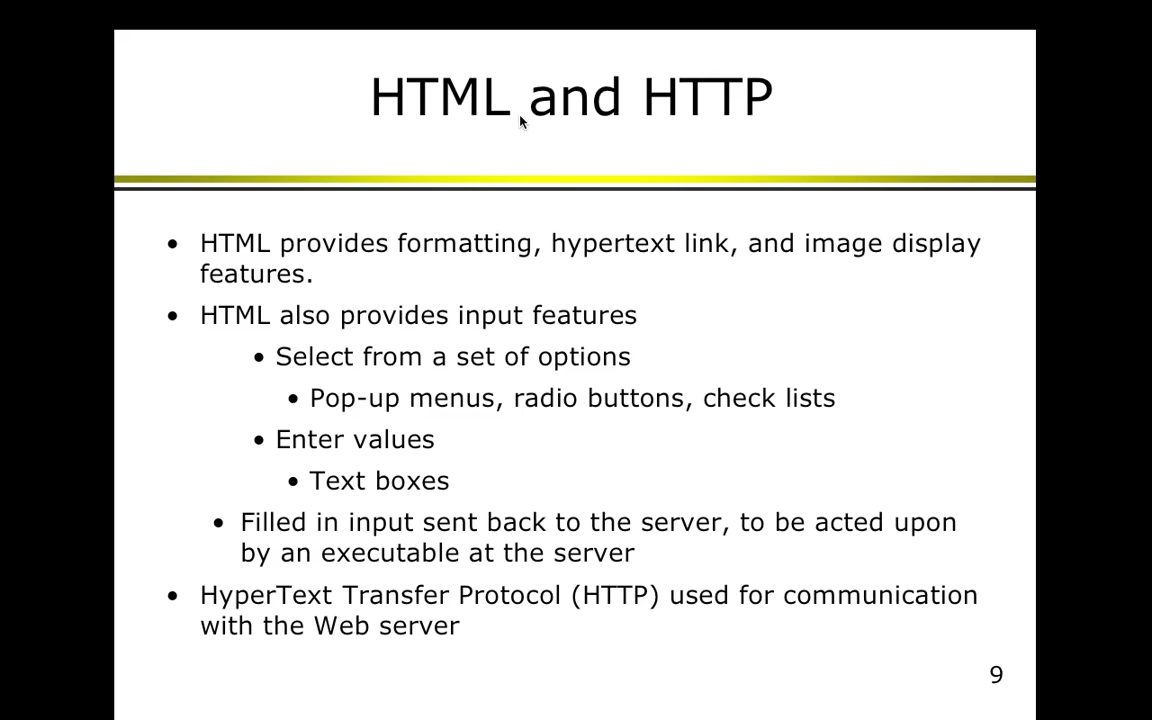 HTML and HTTP
• HTML provides formatting, hypertext link, and image display
features.
• HTML also provides input features
• Select from a set of options
• Pop-up menus, radio buttons, check lists
• Enter values
• Text boxes
• Filled in input sent back to the server, to be acted upon
by an executable at the server
• HyperText Transfer Protocol (HTTP) used for communication
with the Web server
9